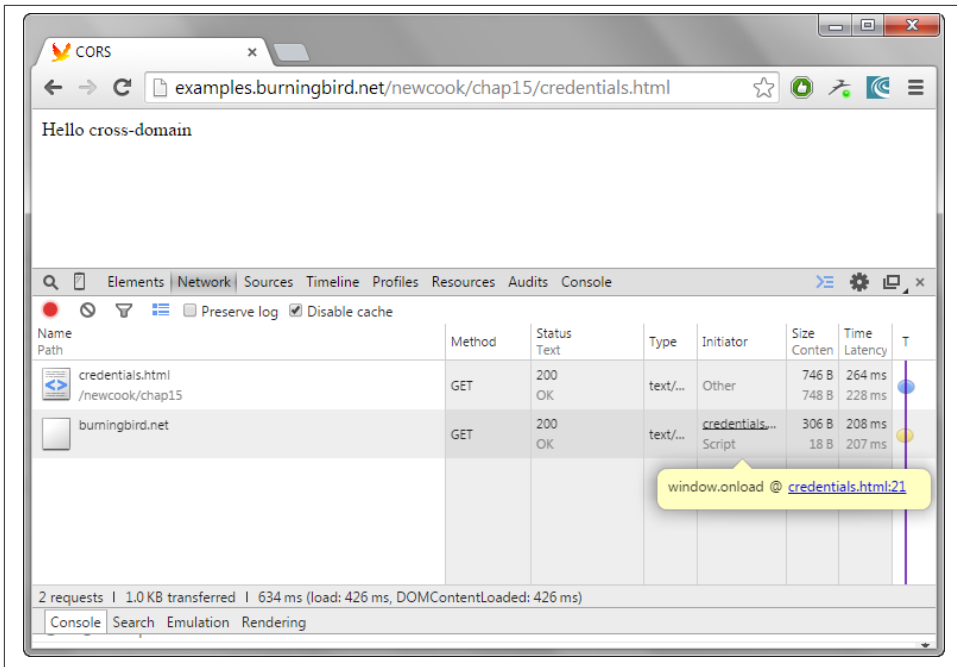 CORS
examples.burningbird.net/newcook/chap15/credentials.html
Hello cross-domain
Elements Network Sources Timeline Profiles Resources Audits Console
Preserve log Disable cache
Name Method Status Type Initiator Size Time T
Path Text Conten Latency
credentials.html GET 200 text/... Other 746 B 264 ms
/newcook/chap15 OK 748 B 228 ms
burningbird.net GET 200 text/... credentials.... 306 B 208 ms
OK Script 18 B 207 ms
window.onload @ credentials.html:21
2 requests | 1.0 KB transferred | 634 ms (load: 426 ms, DOMContentLoaded: 426 ms)
Console Search Emulation Rendering